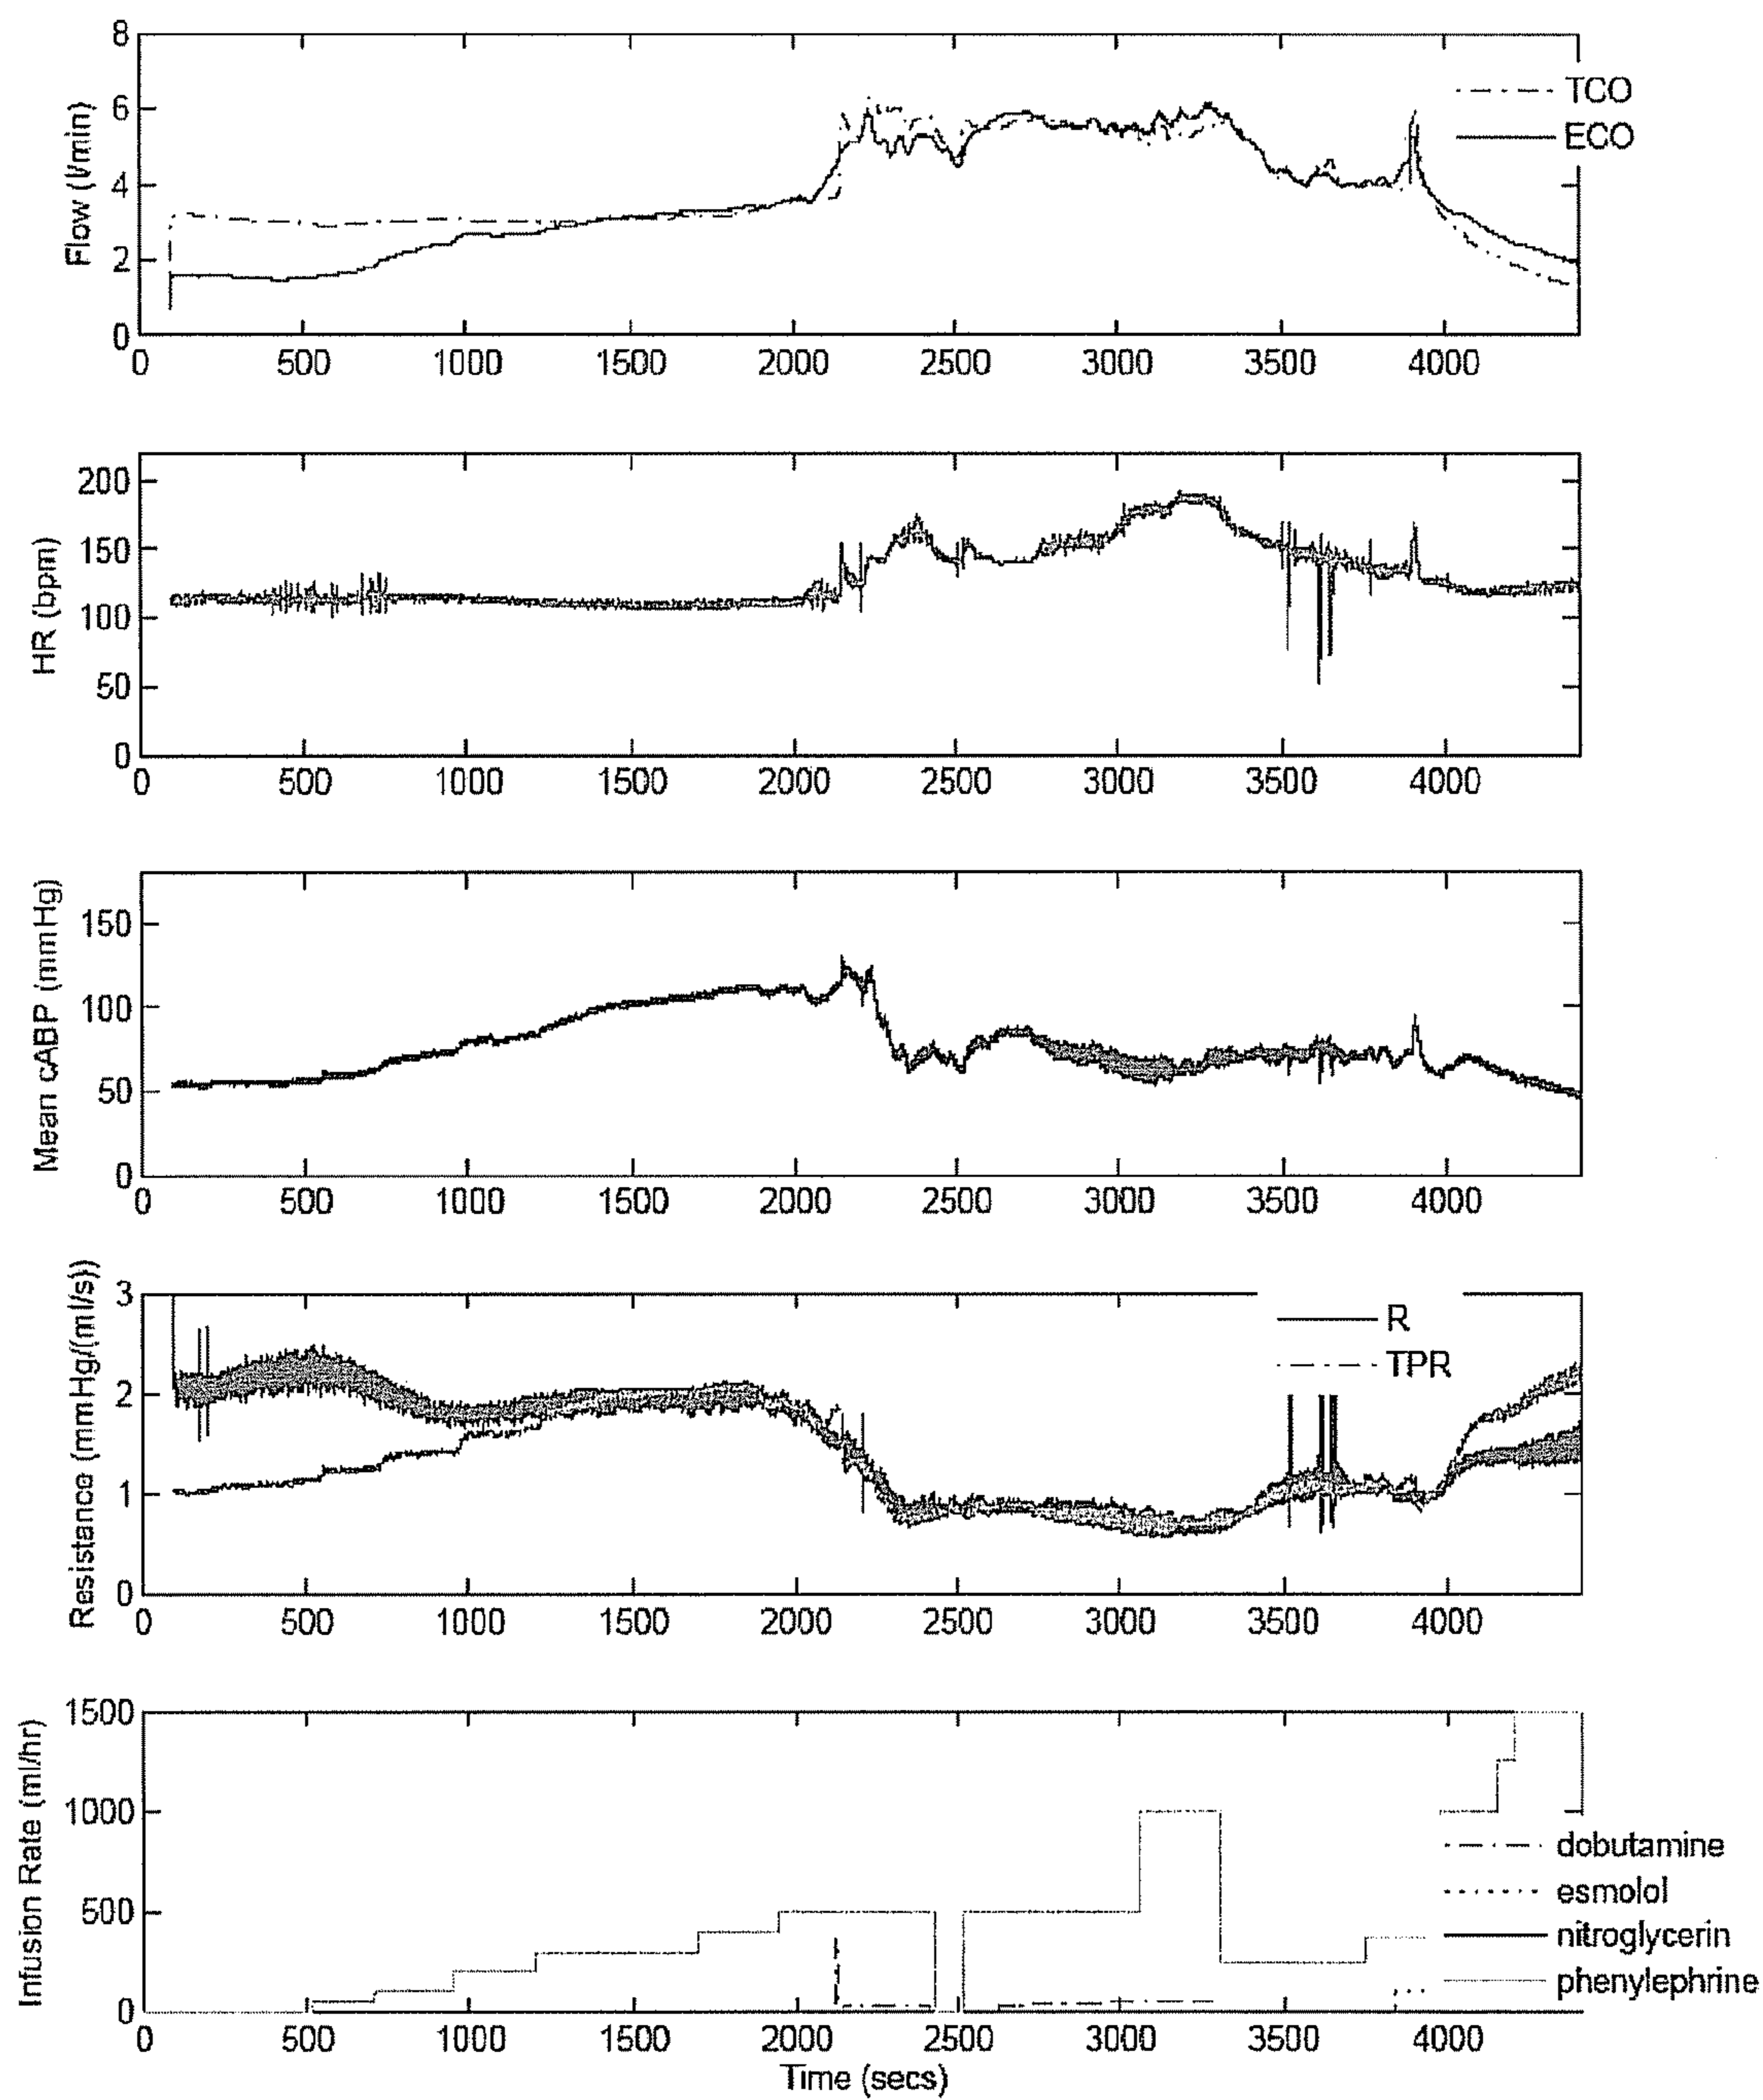 Flow (l/min)
8
6
4
2
0
TCO
ECO
0 500 1000 1500 2000 2500 3000 3500 4000
HR (bpm)
200
150
100
50
0
0 500 1000 1500 2000 2500 3000 3500 4000
Mean CABP (mmHg)
150
100
50
0
0 500 1000 1500 2000 2500 3000 3500 4000
Resistance (mmHg/(ml/s))
3
2
1
0
R
TPR
0 500 1000 1500 2000 2500 3000 3500 4000
Infusion Rate (ml/hr)
1500
1000
500
0
dobutamine
esmolol
nitroglycerin
phenylephrine
0 500 1000 1500 2000 2500 3000 3500 4000
Time (secs)